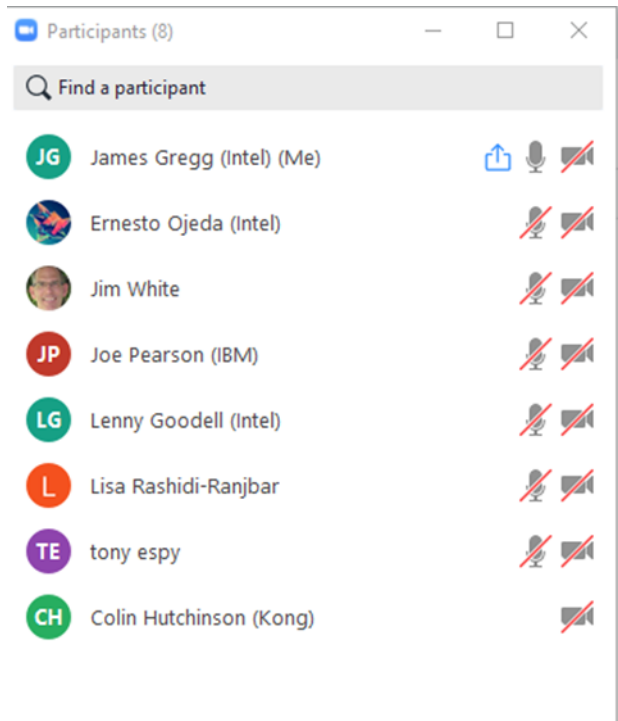 Participants (8)
Find a participant
JG James Gregg (Intel) (Me)
Ernesto Ojeda (Intel)
Jim White
JP Joe Pearson (IBM)
LG Lenny Goodell (Intel)
L Lisa Rashidi-Ranjbar
TE tony espy
CH Colin Hutchinson (Kong)